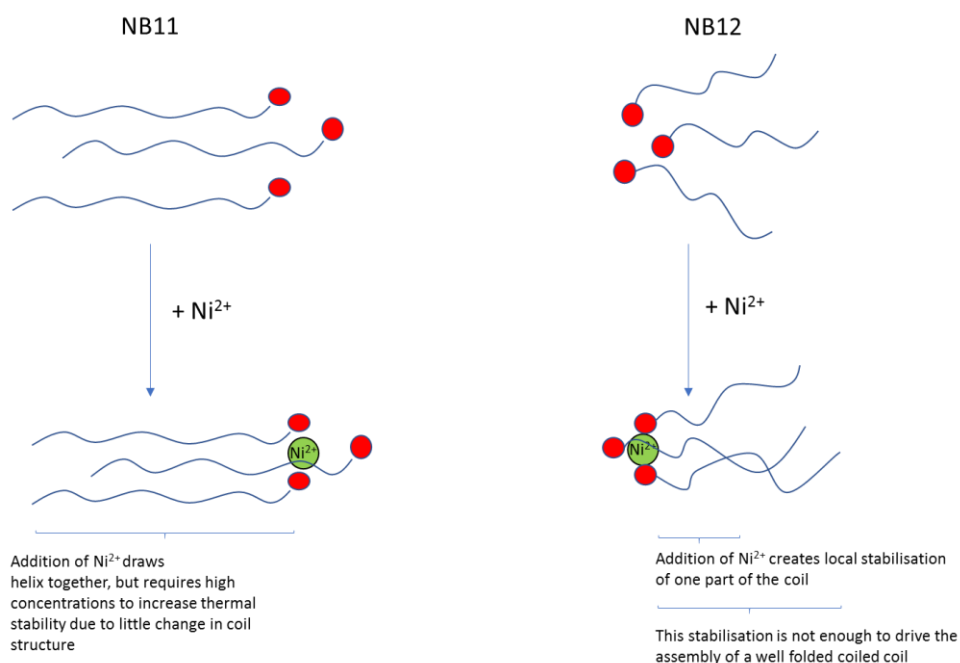 NB11
NB12
+ Ni²⁺
+ Ni²⁺
Ni²⁺
Ni²⁺
Addition of Ni²⁺ draws
helix together, but requires high
concentrations to increase thermal
stability due to little change in coil
structure
Addition of Ni²⁺ creates local stabilisation
of one part of the coil
This stabilisation is not enough to drive the
assembly of a well folded coiled coil